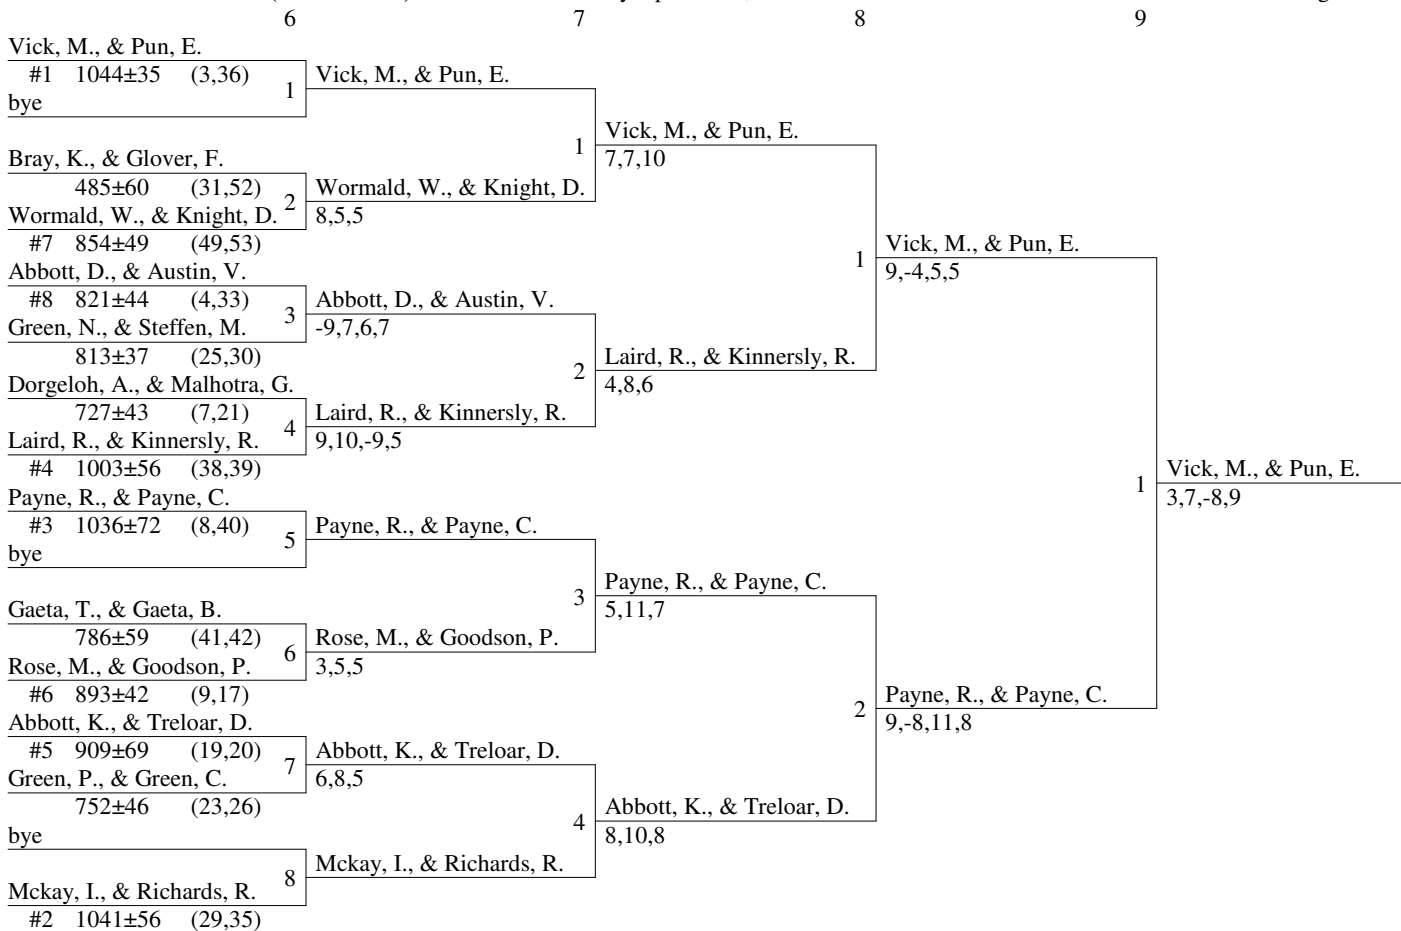 6 7 8 9
Vick, M., & Pun, E.
#1 1044±35 (3,36)
1
Vick, M., & Pun, E.
bye
1
Vick, M., & Pun, E.
7,7,10
Bray, K., & Glover, F.
485±60 (31,52)
2
Wormald, W., & Knight, D.
8,5,5
Wormald, W., & Knight, D.
#7 854±49 (49,53)
1
Vick, M., & Pun, E.
9,-4,5,5
Abbott, D., & Austin, V.
#8 821±44 (4,33)
3
Abbott, D., & Austin, V.
-9,7,6,7
Green, N., & Steffen, M.
813±37 (25,30)
2
Laird, R., & Kinnersly, R.
4,8,6
Dorgeloh, A., & Malhotra, G.
727±43 (7,21)
4
Laird, R., & Kinnersly, R.
9,10,-9,5
Laird, R., & Kinnersly, R.
#4 1003±56 (38,39)
1
Vick, M., & Pun, E.
3,7,-8,9
Payne, R., & Payne, C.
#3 1036±72 (8,40)
5
Payne, R., & Payne, C.
bye
3
Payne, R., & Payne, C.
5,11,7
Gaeta, T., & Gaeta, B.
786±59 (41,42)
6
Rose, M., & Goodson, P.
3,5,5
Rose, M., & Goodson, P.
#6 893±42 (9,17)
2
Payne, R., & Payne, C.
9,-8,11,8
Abbott, K., & Treloar, D.
#5 909±69 (19,20)
7
Abbott, K., & Treloar, D.
6,8,5
Green, P., & Green, C.
752±46 (23,26)
4
Abbott, K., & Treloar, D.
8,10,8
bye
8
Mckay, I., & Richards, R.
Mckay, I., & Richards, R.
#2 1041±56 (29,35)